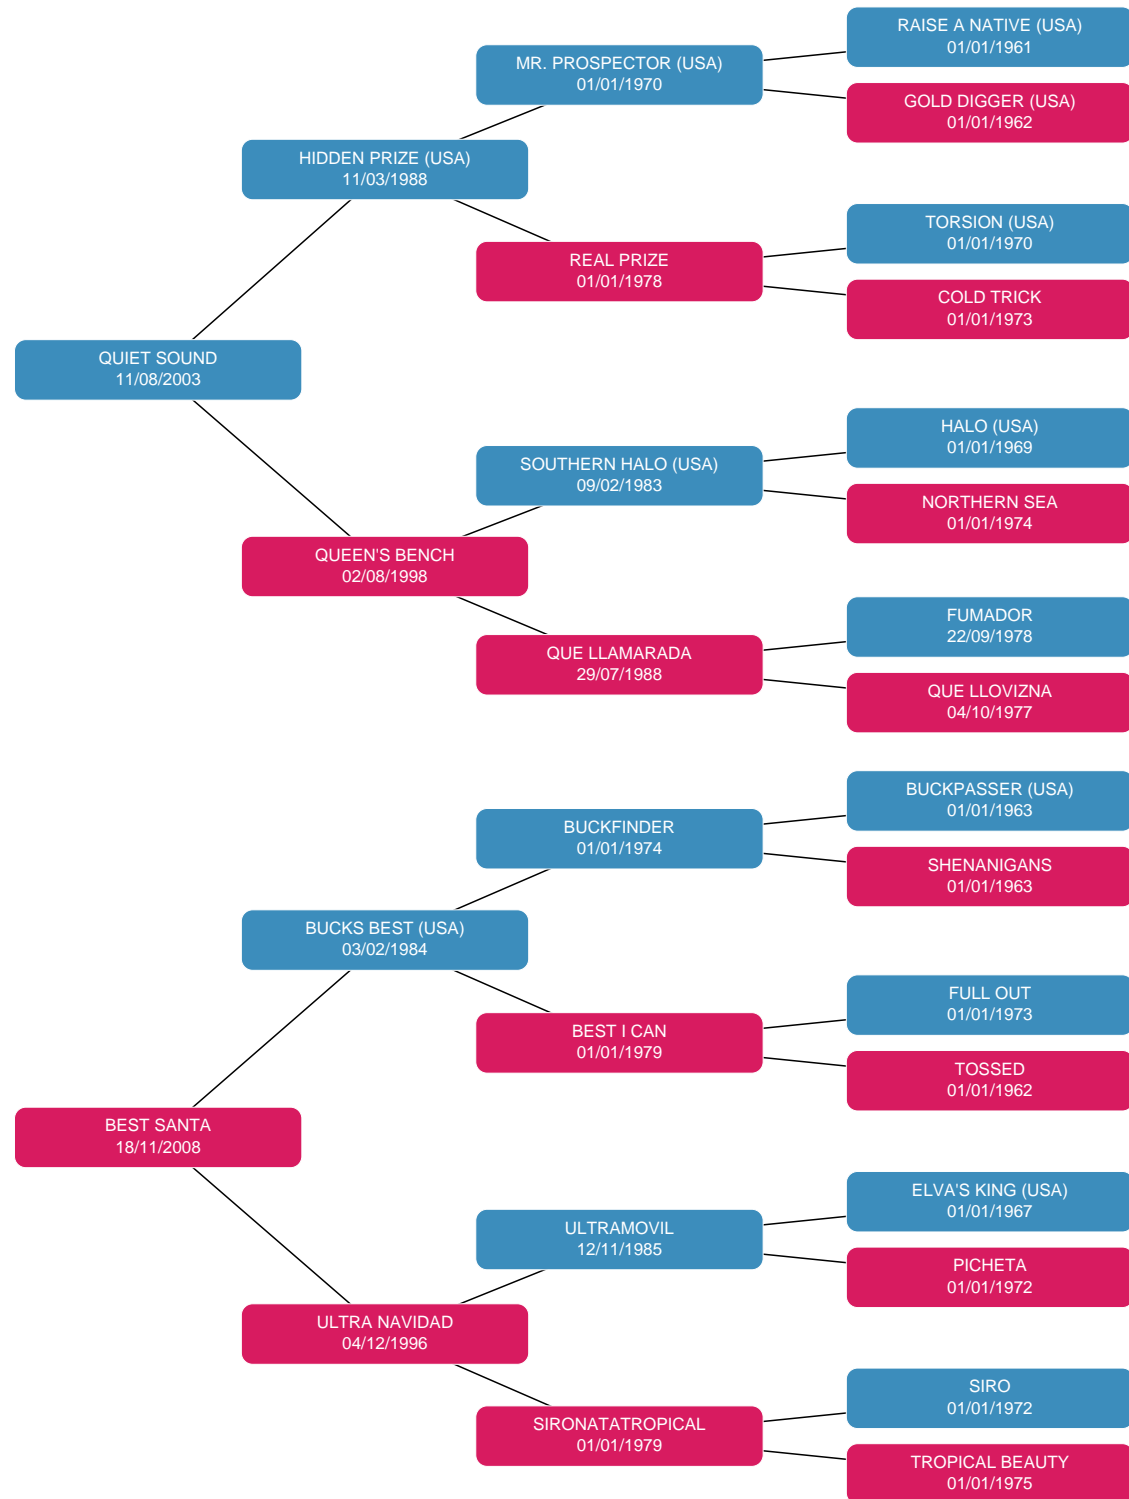 RAISE A NATIVE (USA)
01/01/1961
MR. PROSPECTOR (USA)
01/01/1970
GOLD DIGGER (USA)
01/01/1962
HIDDEN PRIZE (USA)
11/03/1988
TORSION (USA)
01/01/1970
REAL PRIZE
01/01/1978
COLD TRICK
01/01/1973
QUIET SOUND
11/08/2003
HALO (USA)
01/01/1969
SOUTHERN HALO (USA)
09/02/1983
NORTHERN SEA
01/01/1974
QUEEN'S BENCH
02/08/1998
FUMADOR
22/09/1978
QUE LLAMARADA
29/07/1988
QUE LLOVIZNA
04/10/1977
BUCKPASSER (USA)
01/01/1963
BUCKFINDER
01/01/1974
SHENANIGANS
01/01/1963
BUCKS BEST (USA)
03/02/1984
FULL OUT
01/01/1973
BEST I CAN
01/01/1979
TOSSED
01/01/1962
BEST SANTA
18/11/2008
ELVA'S KING (USA)
01/01/1967
ULTRAMOVIL
12/11/1985
PICHETA
01/01/1972
ULTRA NAVIDAD
04/12/1996
SIRO
01/01/1972
SIRONATATROPICAL
01/01/1979
TROPICAL BEAUTY
01/01/1975